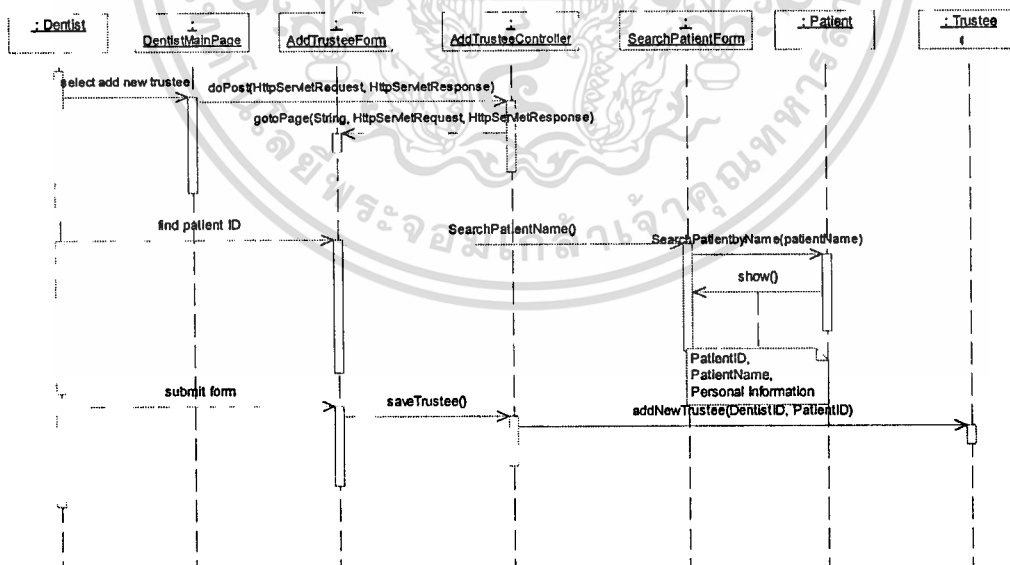 : Dentist
:
DentistMainPage
:
AddTrusteeForm
:
AddTrusteeController
:
SearchPatientForm
: Patient
: Trustee
select add new trustee
doPost(HttpServletRequest, HttpServletResponse)
gotoPage(String, HttpServletRequest, HttpServletResponse)
find patient ID
SearchPatientName()
SearchPatientbyName(patientName)
show()
PatientID,
PatientName,
Personal Information
submit form
saveTrustee()
addNewTrustee(DentistID, PatientID)